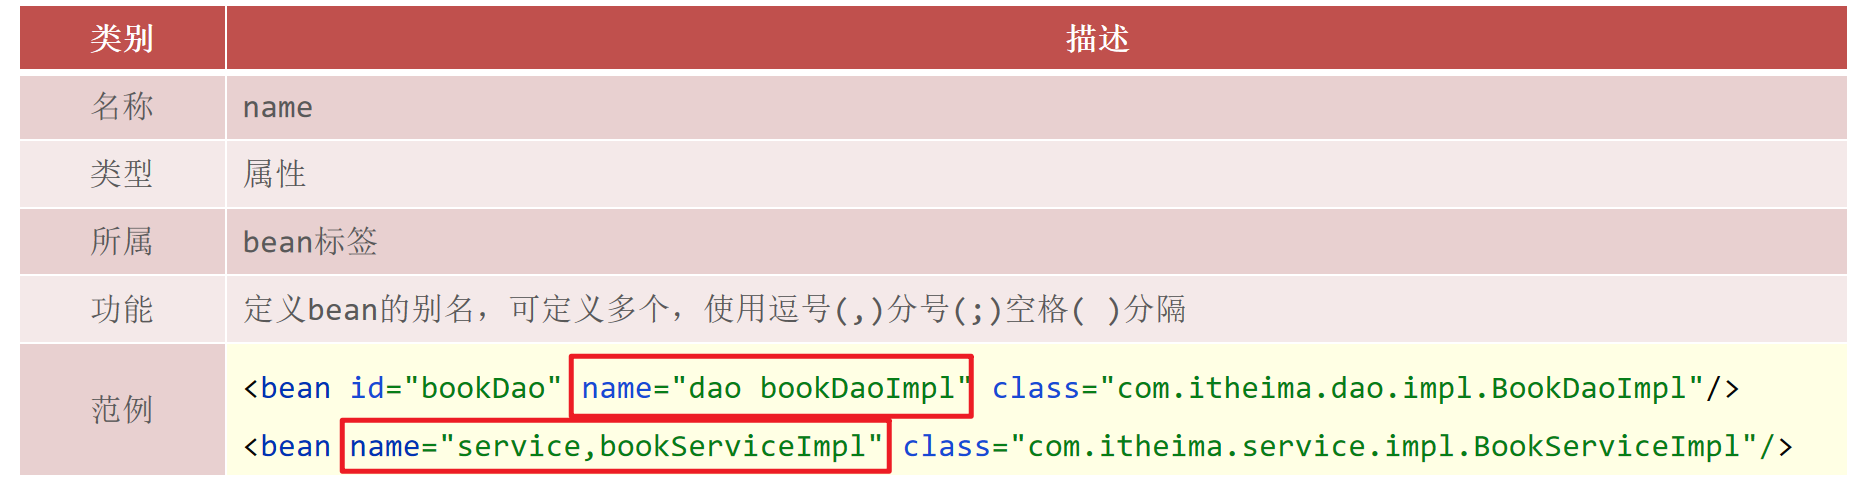 类别 描述
名称 name
类型 属性
所属 bean标签
功能 定义bean的别名，可定义多个，使用逗号(,)分号(;)空格( )分隔
范例
<bean id="bookDao" name="dao bookDaoImpl" class="com.itheima.dao.impl.BookDaoImpl"/>
<bean name="service,bookServiceImpl" class="com.itheima.service.impl.BookServiceImpl"/>